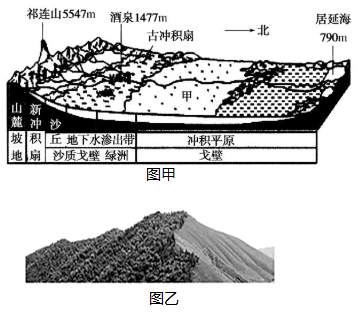 祁连山5547m
酒泉1477m
古冲积扇
北
居延海
790m
甲
山麓坡地
新冲积扇
沙
丘 地下水渗出带
冲积平原
沙质戈壁 绿洲
戈壁
图甲
图乙